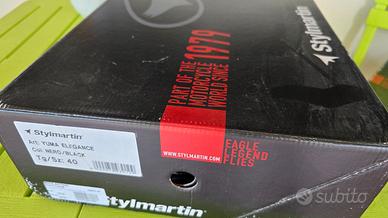 Stylmartin
PART OF THE
MOTORCYCLE
WORLD SINCE
1979
WWW.STYLMARTIN.COM
EAGLE
LEGEND
FLIES
Stylmartin
Art: YUMA ELEGANCE
Col: NERO/BLACK
Tg/Sz: 40
Stylmartin
subito